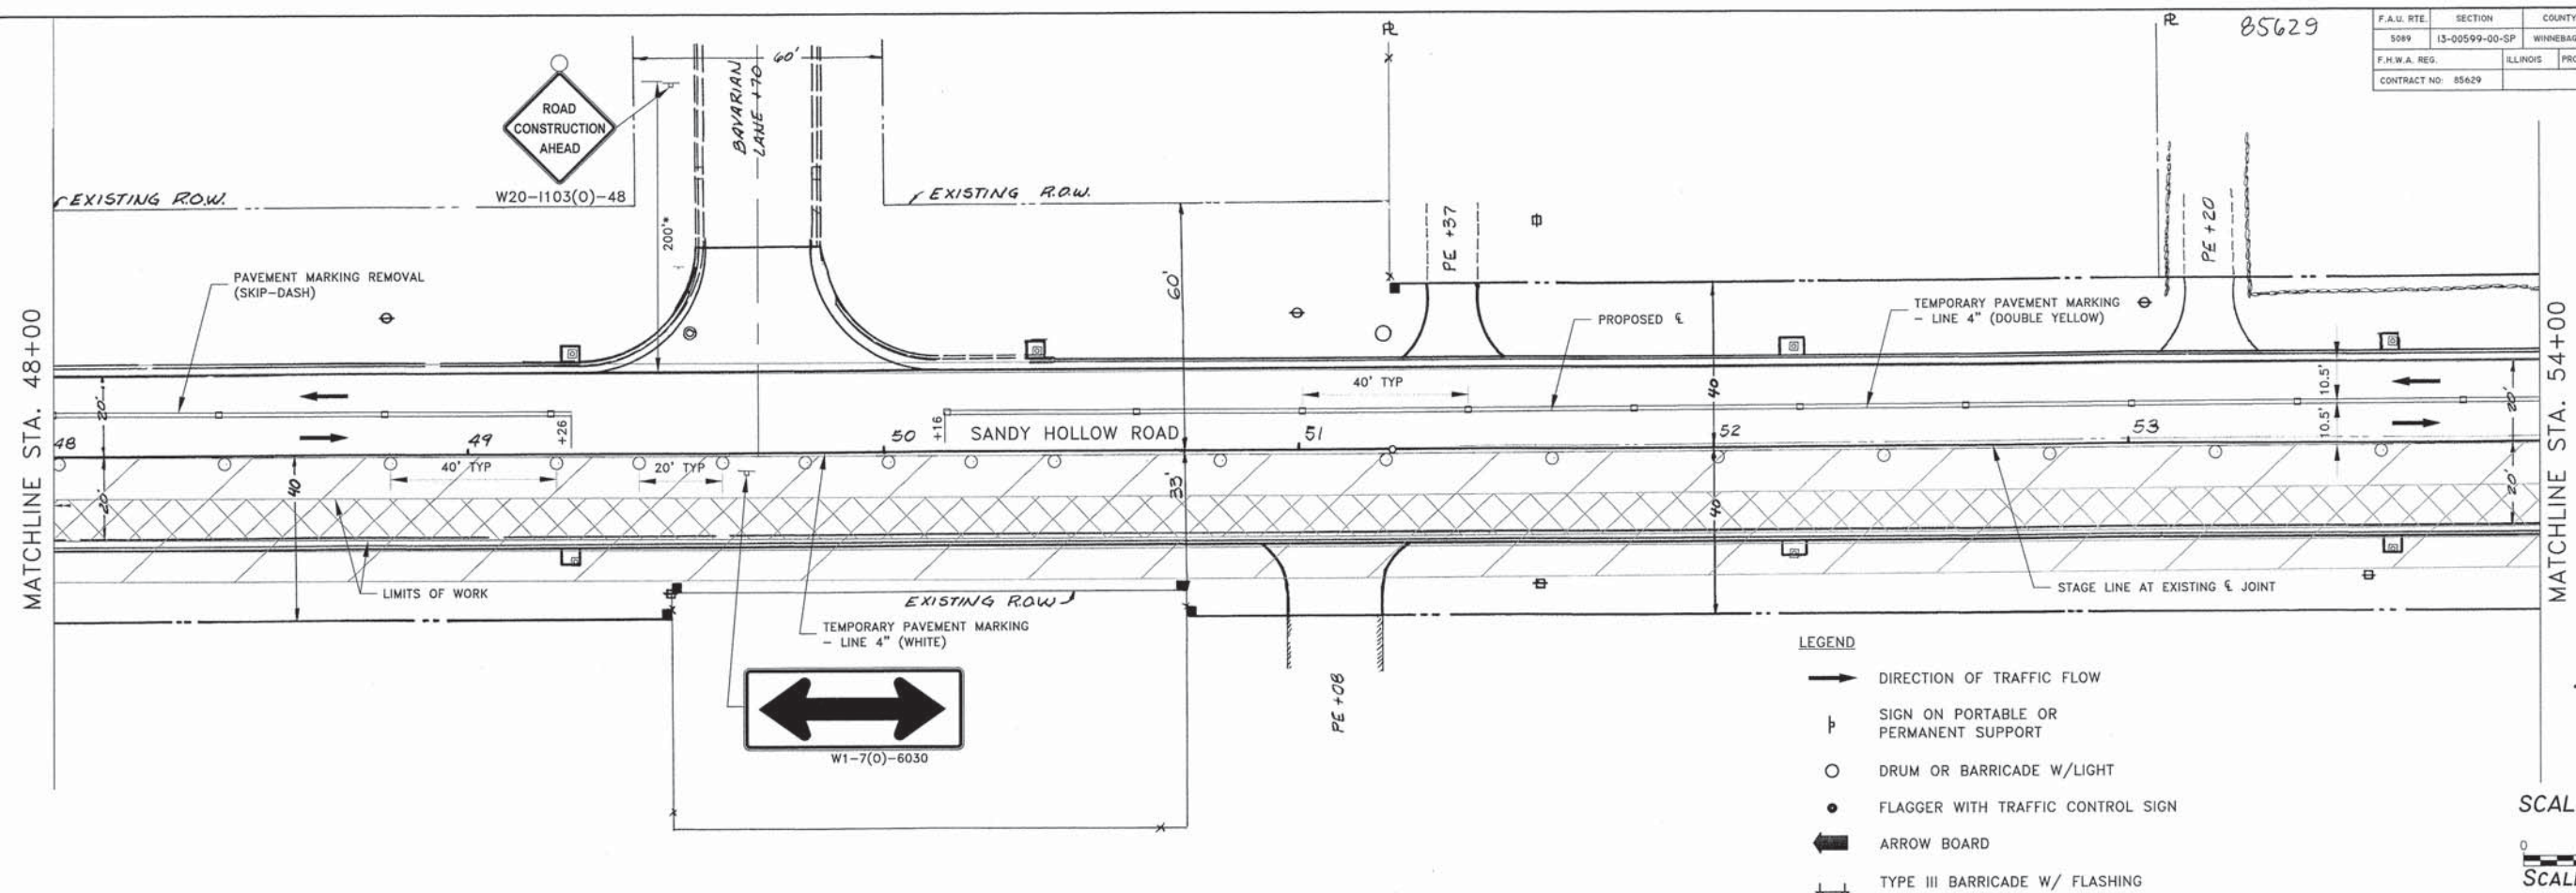 85629
F.A.U. RTE. SECTION COUNTY
5089 13-00599-00-SP
F.H.W.A. REG. ILLINOIS
CONTRACT NO: 85629
ROAD
CONSTRUCTION
AHEAD
W20-I103(O)-48
60'
BAVARIAN
LANE +70
200'*
EXISTING R.O.W.
EXISTING R.O.W.
PAVEMENT MARKING REMOVAL
(SKIP-DASH)
60'
PE +37
PE +20
PROPOSED ℄
TEMPORARY PAVEMENT MARKING
- LINE 4" (DOUBLE YELLOW)
MATCHLINE STA. 48+00
MATCHLINE STA. 54+00
20'
40' TYP
40
10.5'
10.5'
20'
48
49
+26
50
+16
SANDY HOLLOW ROAD
51
52
53
20'
40
40' TYP
20' TYP
33'
40
20'
LIMITS OF WORK
EXISTING R.O.W.
TEMPORARY PAVEMENT MARKING
- LINE 4" (WHITE)
STAGE LINE AT EXISTING ℄ JOINT
W1-7(O)-6030
PE +08
LEGEND
DIRECTION OF TRAFFIC FLOW
SIGN ON PORTABLE OR
PERMANENT SUPPORT
DRUM OR BARRICADE W/LIGHT
FLAGGER WITH TRAFFIC CONTROL SIGN
ARROW BOARD
TYPE III BARRICADE W/ FLASHING
0